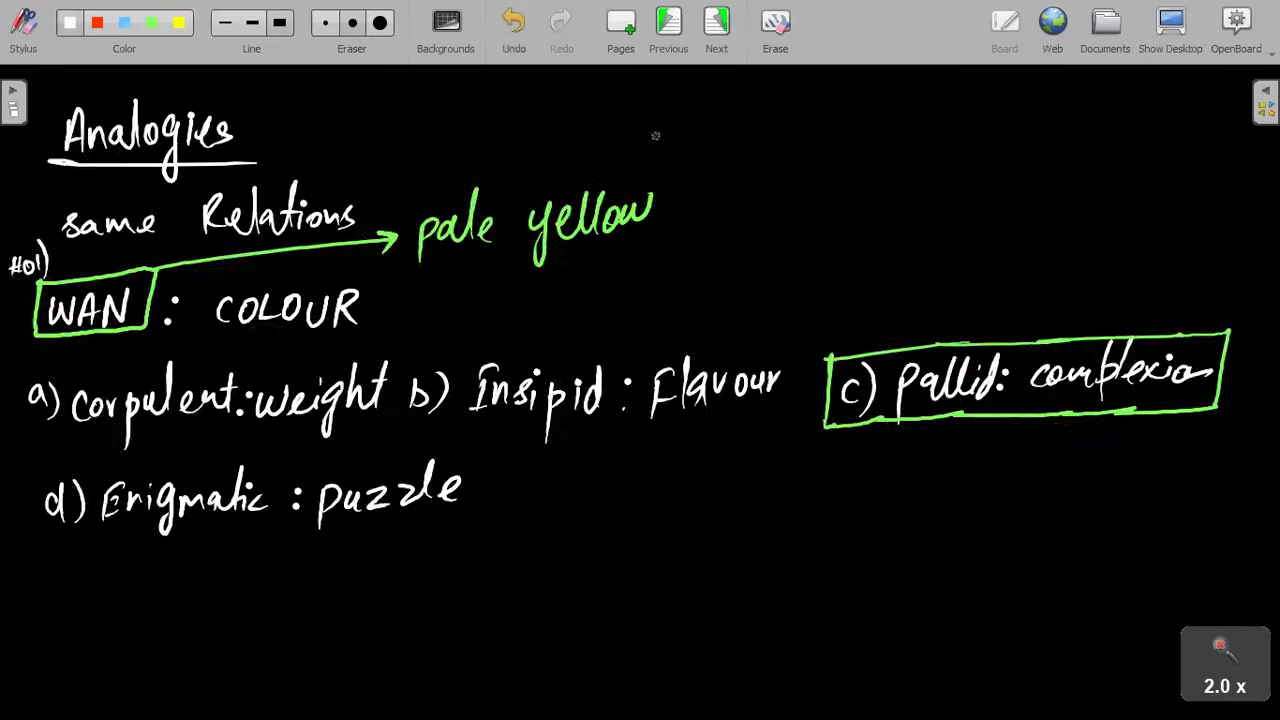 Stylus Color Line Eraser Backgrounds Undo Redo Pages Previous Next Erase Board Web Documents Show Desktop OpenBoard
Analogies
same Relations pale yellow
#01)
WAN : COLOUR
a) corpulent : weight b) Insipid : Flavour c) pallid : complexion
d) Enigmatic : puzzle
2.0 x